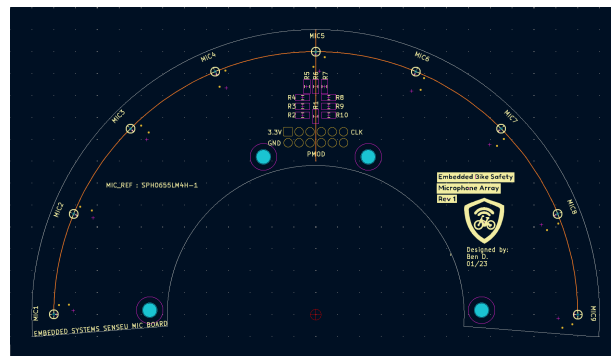 MIC5
MIC4
MIC6
R5
R6
R7
MIC3
R4
R1
R8
R3
R9
R2
R10
MIC7
3.3V
CLK
GND
PMOD
MIC_REF : SPH0655LM4H-1
Embedded Bike Safety
Microphone Array
Rev 1
MIC2
MIC8
Designed by:
Ben D.
01/23
MIC1
MIC9
EMBEDDED SYSTEMS SENSEU MIC BOARD